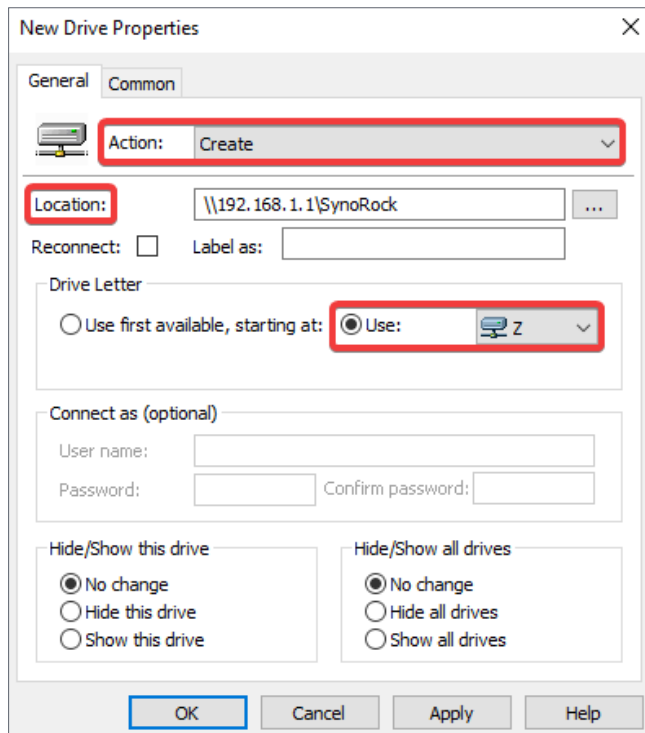 New Drive Properties
General Common
Action: Create
Location: \\192.168.1.1\SynoRock ...
Reconnect: Label as:
Drive Letter
Use first available, starting at: Use: Z
Connect as (optional)
User name:
Password: Confirm password:
Hide/Show this drive Hide/Show all drives
No change No change
Hide this drive Hide all drives
Show this drive Show all drives
OK Cancel Apply Help